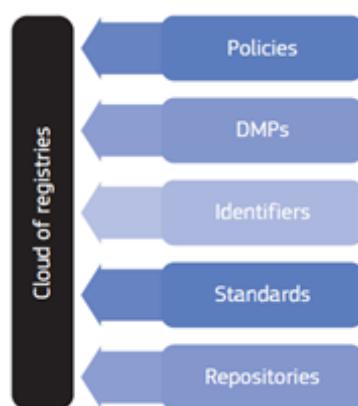 Cloud of registries
Policies
DMPs
Identifiers
Standards
Repositories